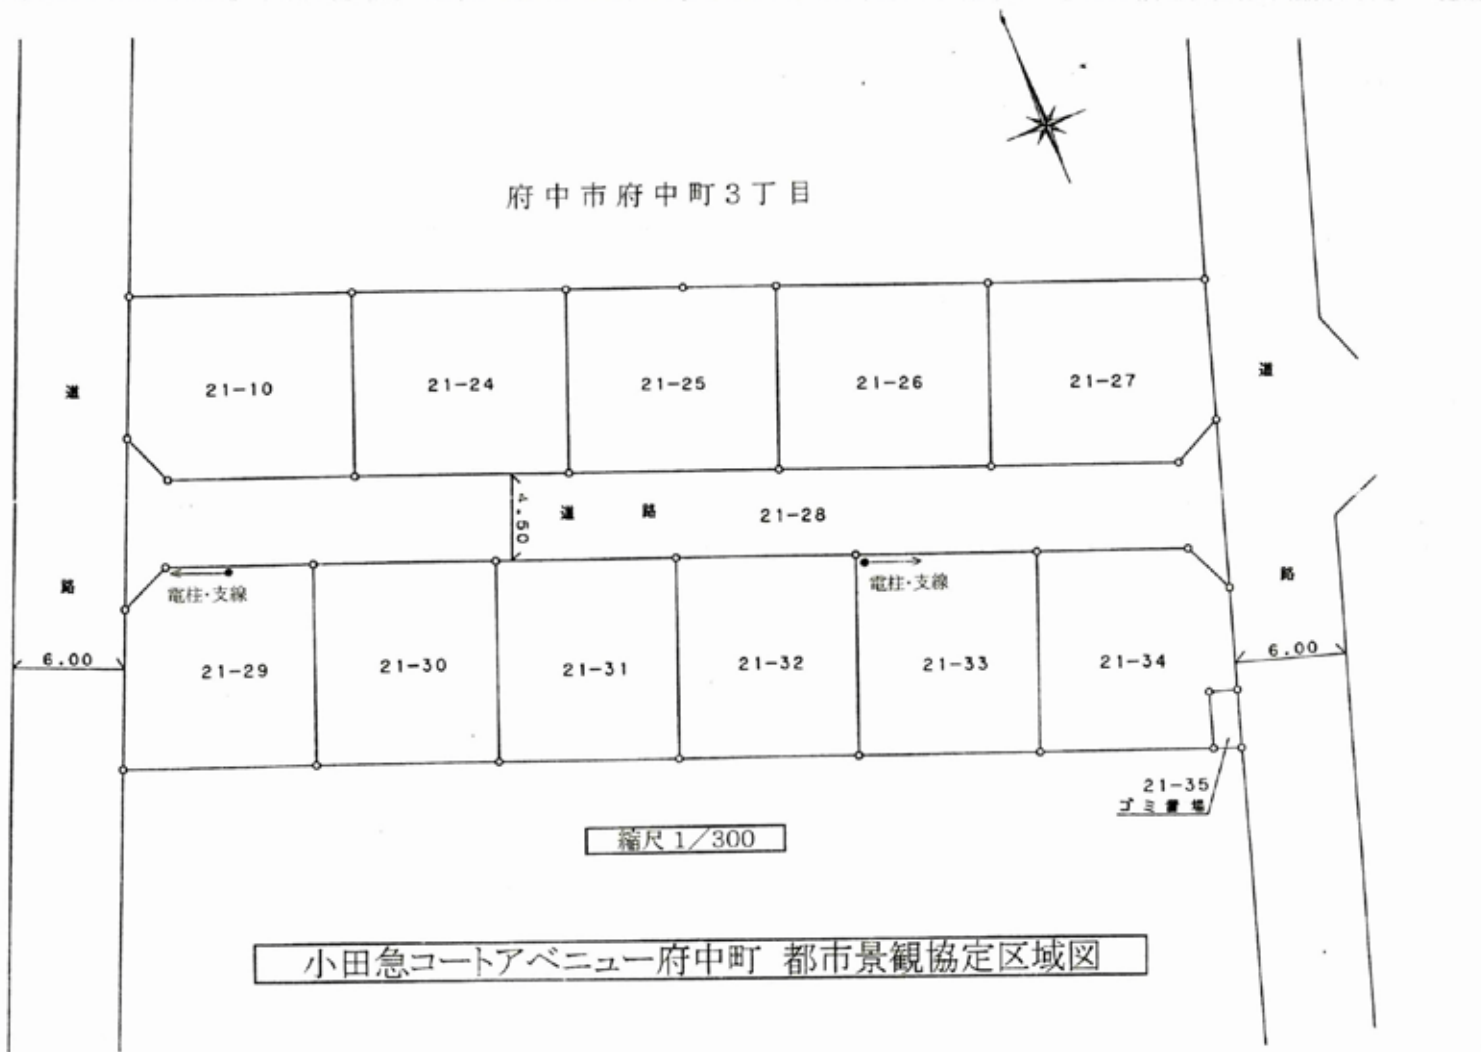 府中市府中町3丁目
21-10
21-24
21-25
21-26
21-27
道
路
道
路
4.50
道 路
21-28
電柱・支線
電柱・支線
6.00
6.00
21-29
21-30
21-31
21-32
21-33
21-34
21-35
ゴミ置場
縮尺 1/300
小田急コートアベニュー府中町 都市景観協定区域図